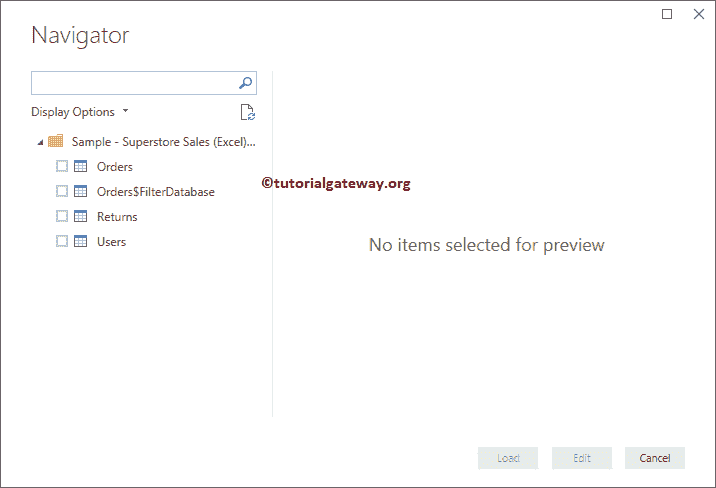 Navigator
Display Options
Sample - Superstore Sales (Excel)...
Orders
Orders$FilterDatabase
Returns
Users
©tutorialgateway.org
No items selected for preview
Load
Edit
Cancel